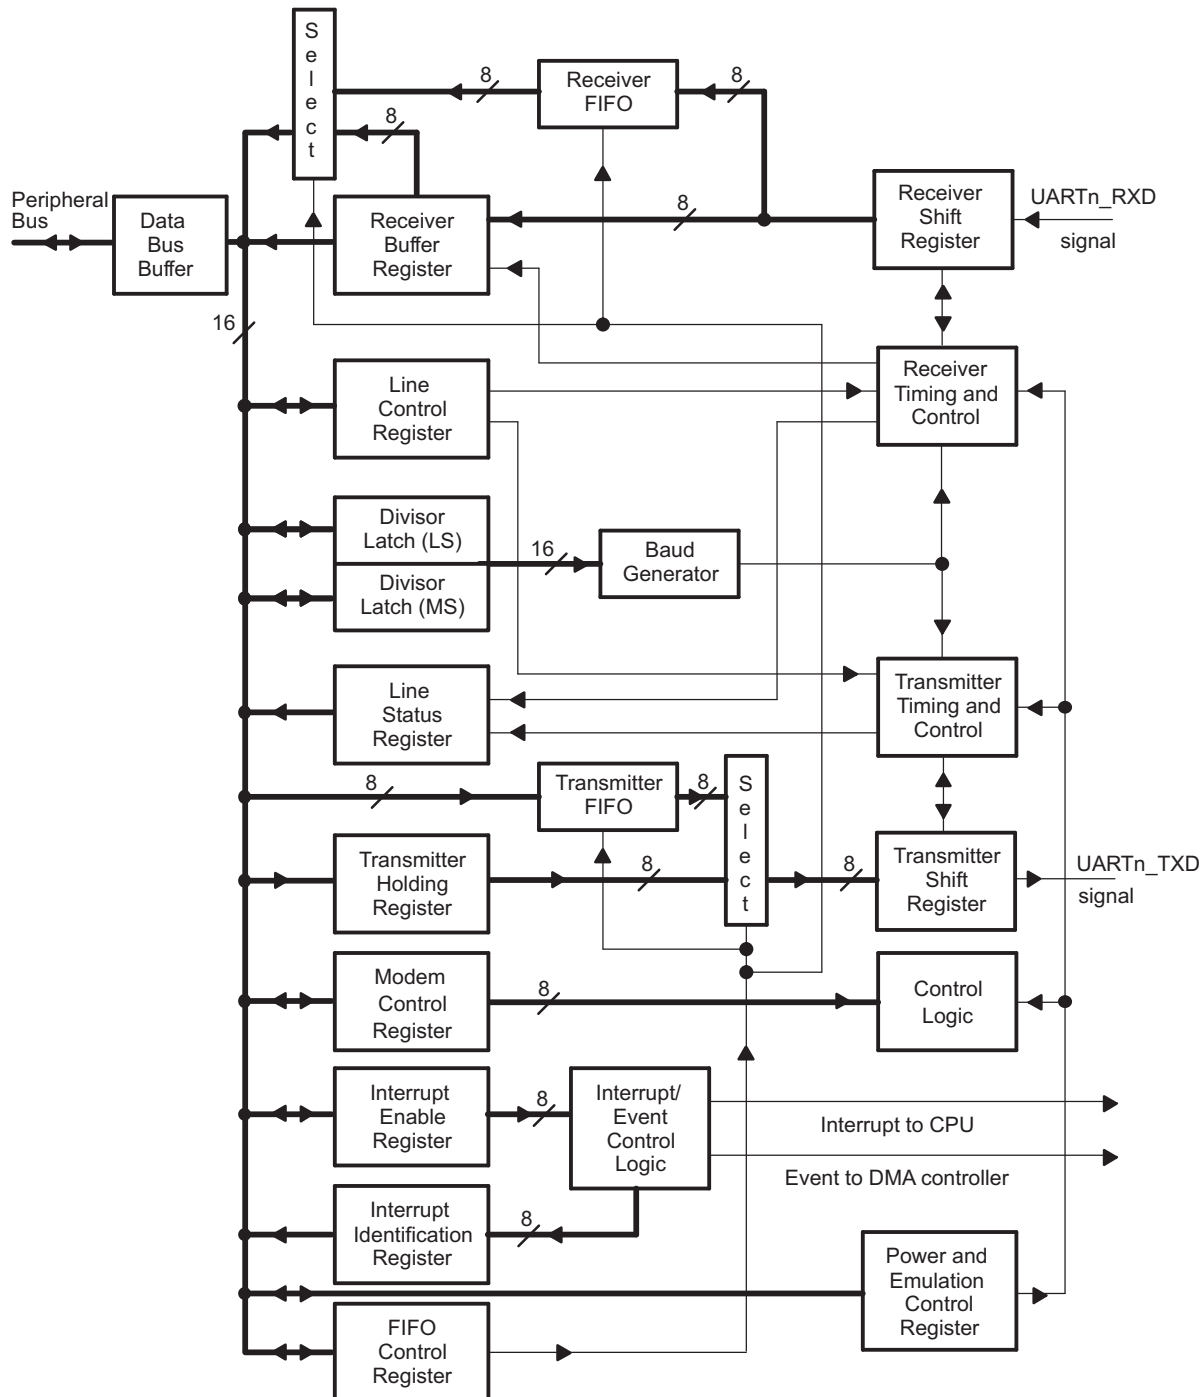 S
e
l
e
c
t
8
Receiver
FIFO
8
8
Peripheral
Bus
Data
Bus
Buffer
Receiver
Buffer
Register
8
Receiver
Shift
Register
UARTn_RXD
signal
16
Line
Control
Register
Receiver
Timing and
Control
Divisor
Latch (LS)
16
Baud
Generator
Divisor
Latch (MS)
Line
Status
Register
Transmitter
Timing and
Control
8
Transmitter
FIFO
8
S
e
l
e
c
t
Transmitter
Holding
Register
8
8
Transmitter
Shift
Register
UARTn_TXD
signal
Modem
Control
Register
8
Control
Logic
Interrupt
Enable
Register
8
Interrupt/
Event
Control
Logic
Interrupt to CPU
Event to DMA controller
Interrupt
Identification
Register
8
Power and
Emulation
Control
Register
FIFO
Control
Register